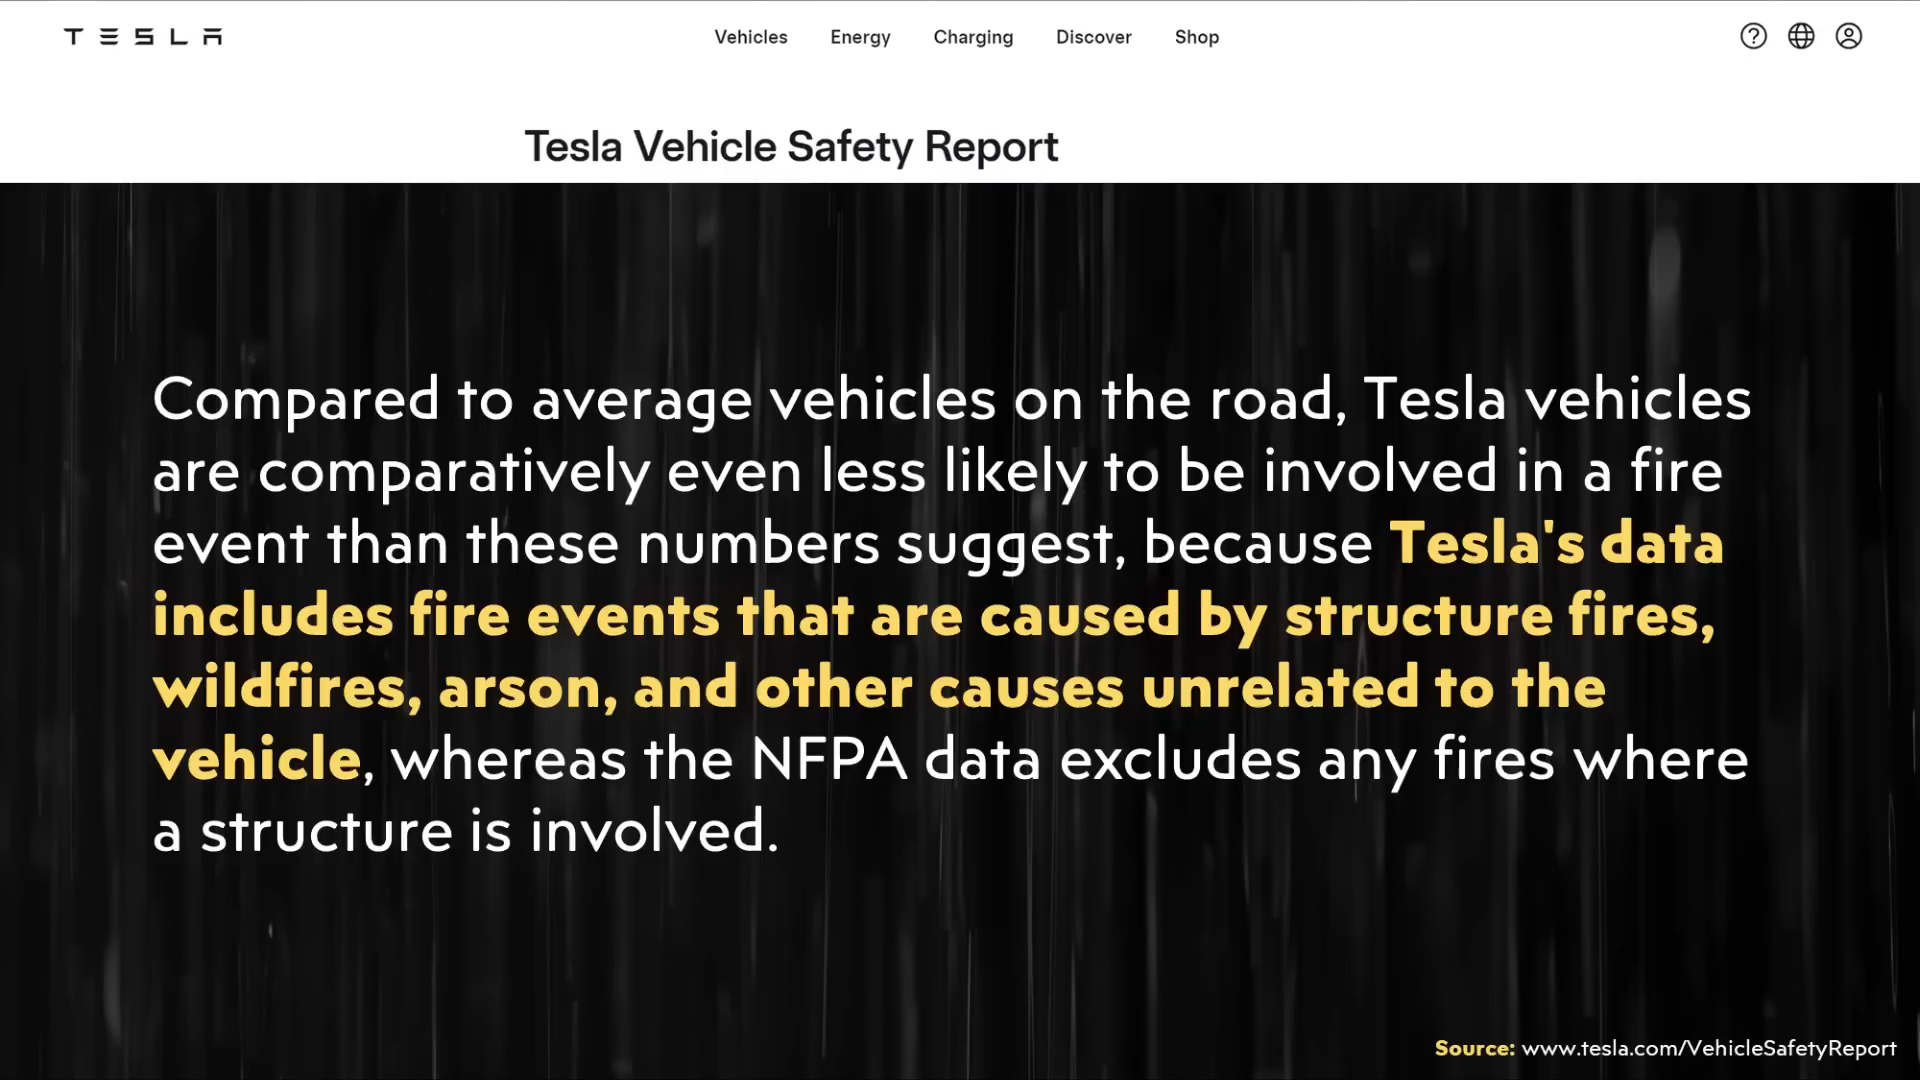 TESLA
Vehicles Energy Charging Discover Shop
Tesla Vehicle Safety Report
Compared to average vehicles on the road, Tesla vehicles
are comparatively even less likely to be involved in a fire
event than these numbers suggest, because Tesla's data
includes fire events that are caused by structure fires,
wildfires, arson, and other causes unrelated to the
vehicle, whereas the NFPA data excludes any fires where
a structure is involved.
Source: www.tesla.com/VehicleSafetyReport